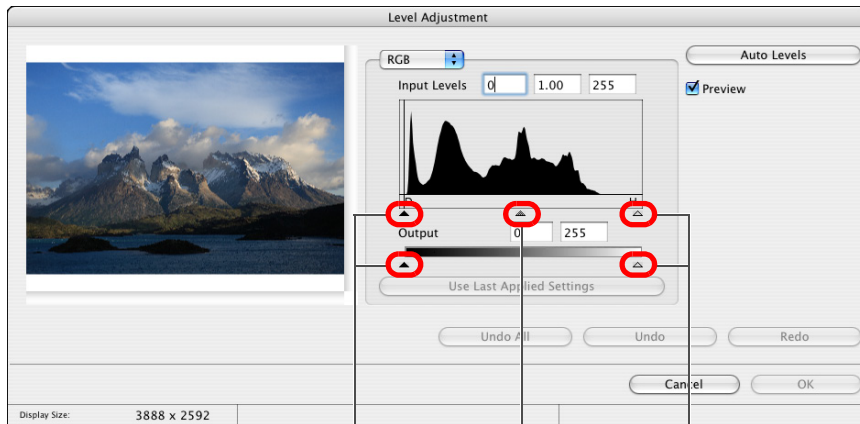 Level Adjustment
RGB
Auto Levels
Input Levels 0 1.00 255
Preview
D H
Output 0 255
Use Last Applied Settings
Undo All Undo Redo
Cancel OK
Display Size: 3888 x 2592